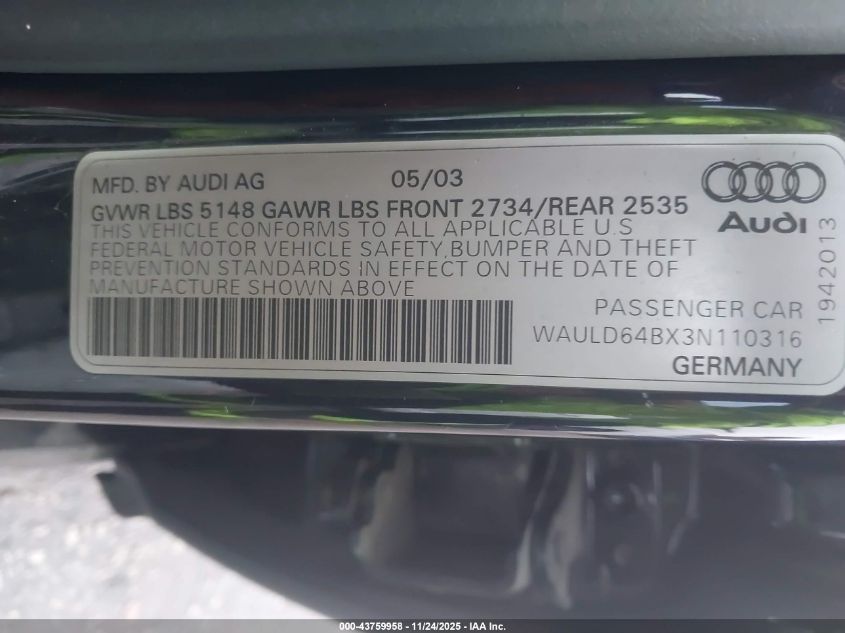 MFD. BY AUDI AG 05/03
GVWR LBS 5148 GAWR LBS FRONT 2734/REAR 2535
THIS VEHICLE CONFORMS TO ALL APPLICABLE U.S
FEDERAL MOTOR VEHICLE SAFETY, BUMPER AND THEFT
PREVENTION STANDARDS IN EFFECT ON THE DATE OF
MANUFACTURE SHOWN ABOVE
Audi
1942013
PASSENGER CAR
WAULD64BX3N110316
GERMANY
000-43759958 - 11/24/2025 - IAA Inc.